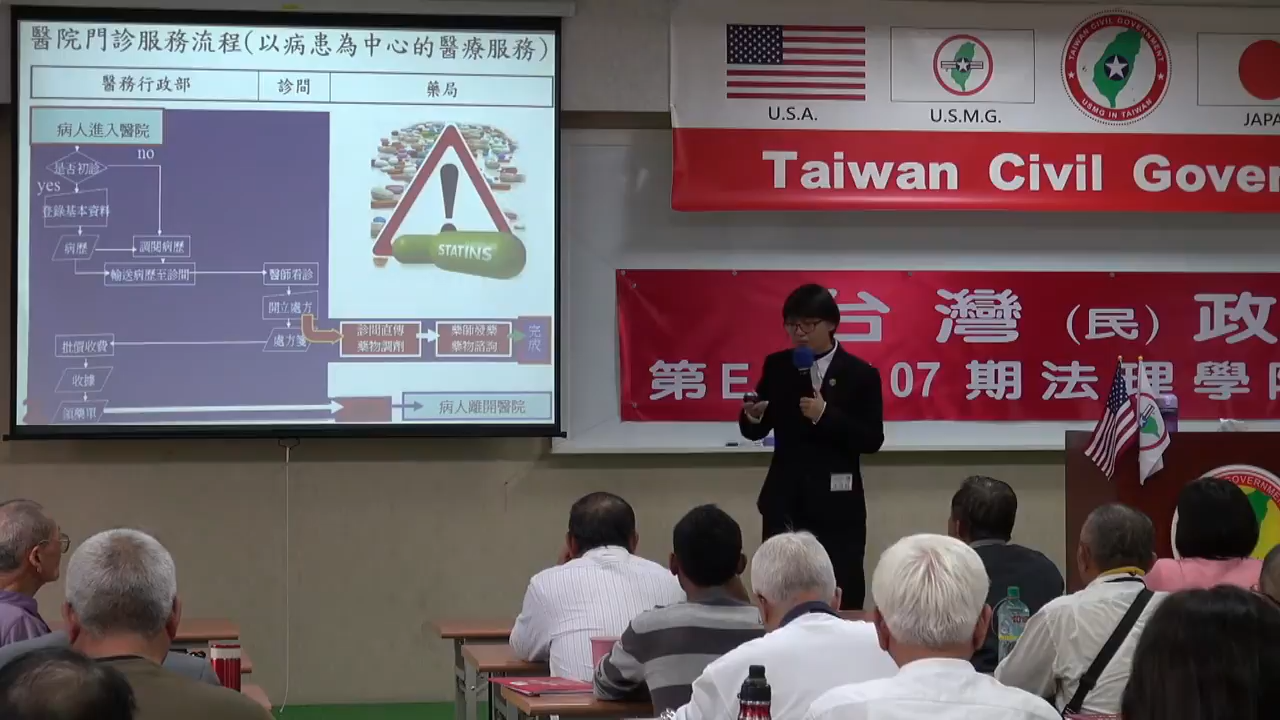 醫院門診服務流程(以病患為中心的醫療服務)
醫務行政部 診間 藥局
病人進入醫院
no
是否初診
yes
登錄基本資料
病歷
調閱病歷
輸送病歷至診間
醫師看診
開立處方
處方箋
診間直傳
藥物調劑
藥師發藥
藥物諮詢
完成
批價收費
收據
領藥單
病人離開醫院
STATINS
U.S.A.
U.S.M.G.
TAIWAN CIVIL GOVERNMENT
USMG IN TAIWAN
JAPA
Taiwan Civil Gover
台灣(民)政
第E 07期法理學
GOVERNME